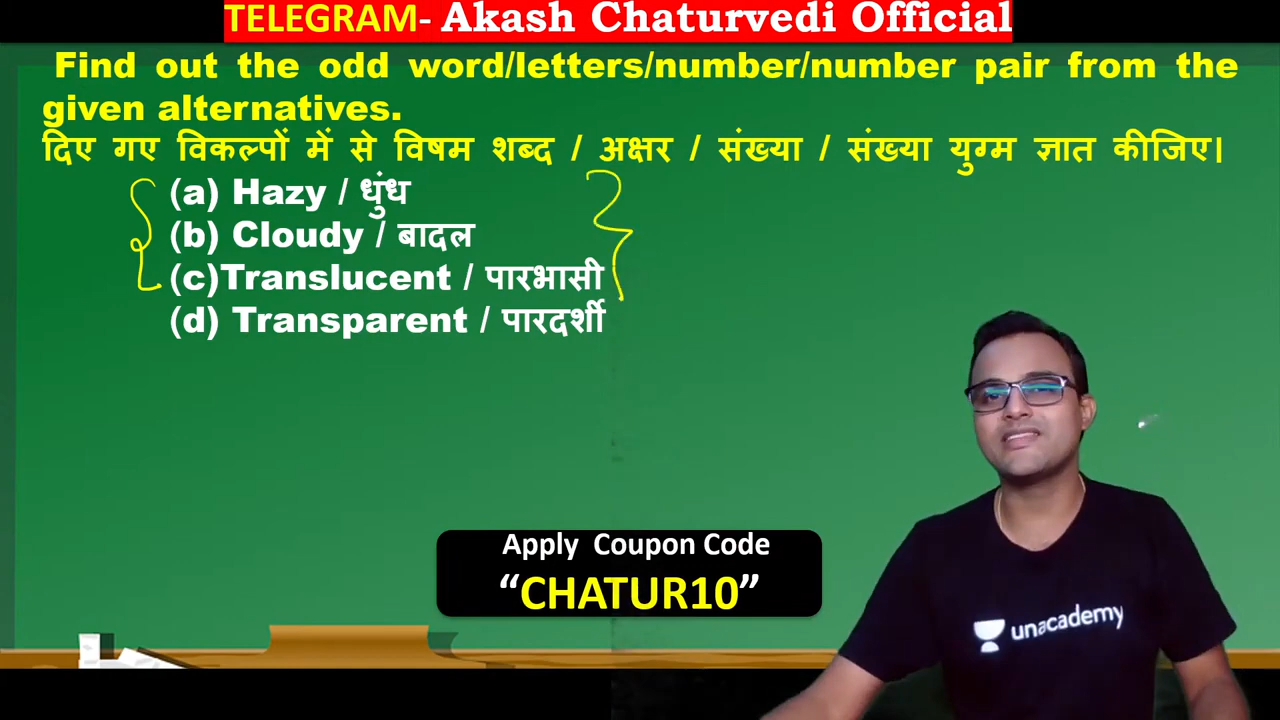 TELEGRAM- Akash Chaturvedi Official
Find out the odd word/letters/number/number pair from the
given alternatives.
दिए गए विकल्पों में से विषम शब्द / अक्षर / संख्या / संख्या युग्म ज्ञात कीजिए।
(a) Hazy / धुंध
(b) Cloudy / बादल
(c)Translucent / पारभासी
(d) Transparent / पारदर्शी
Apply Coupon Code
“CHATUR10”
unacademy